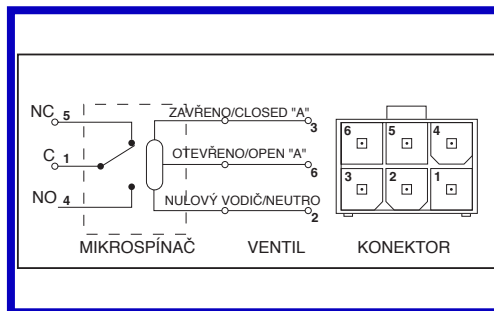 NC 5
ZAVŘENO/CLOSED "A"
3
C 1
OTEVŘENO/OPEN "A"
6
NO 4
NULOVÝ VODIČ/NEUTRO
2
6 5 4
3 2 1
MIKROSPÍNAČ VENTIL KONEKTOR